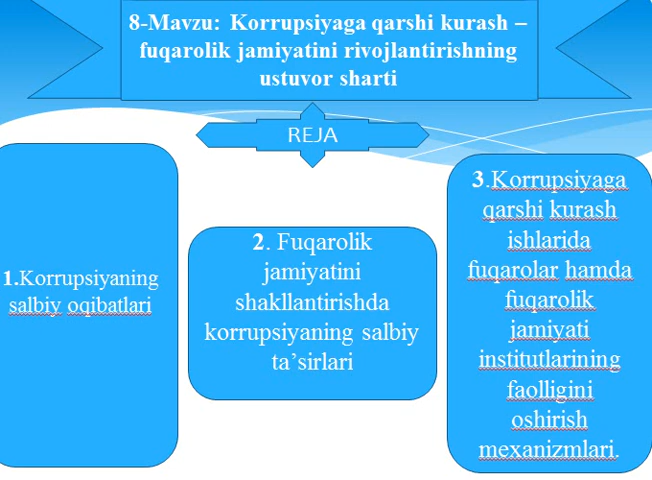 8-Mavzu: Korrupsiyaga qarshi kurash –
fuqarolik jamiyatini rivojlantirishning
ustuvor sharti
REJA
1.Korrupsiyaning
salbiy oqibatlari
2. Fuqarolik
jamiyatini
shakllantirishda
korrupsiyaning salbiy
ta’sirlari
3.Korrupsiyaga
qarshi kurash
ishlarida
fuqarolar hamda
fuqarolik
jamiyati
institutlarining
faolligini
oshirish
mexanizmlari.